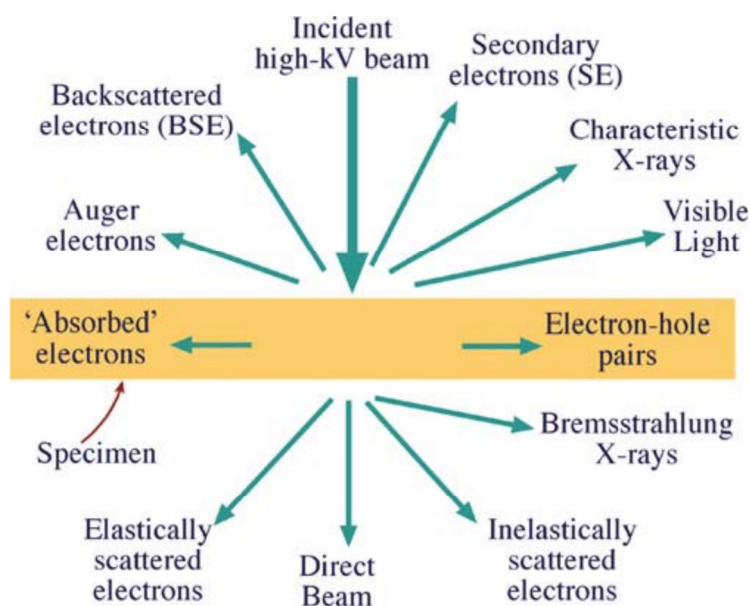 Incident
high-kV beam
Secondary
electrons (SE)
Backscattered
electrons (BSE)
Characteristic
X-rays
Auger
electrons
Visible
Light
‘Absorbed’
electrons
Electron-hole
pairs
Specimen
Bremsstrahlung
X-rays
Elastically
scattered
electrons
Direct
Beam
Inelastically
scattered
electrons